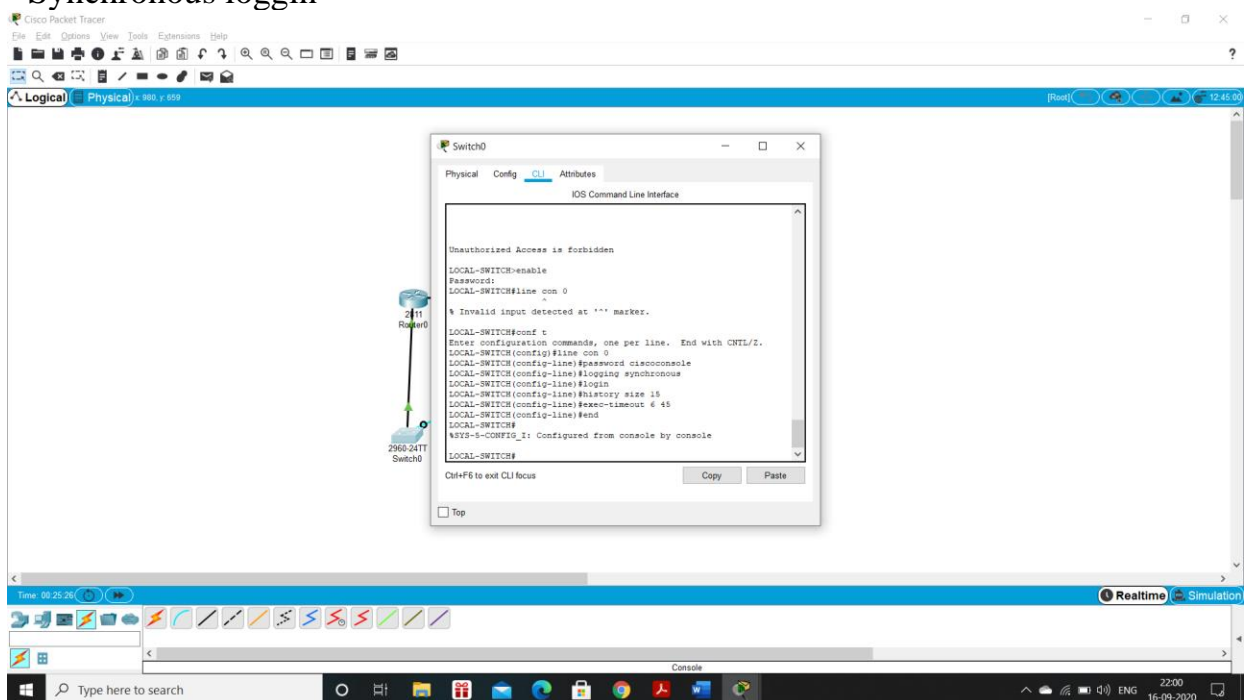 Synchronous loggin
Cisco Packet Tracer
File Edit Options View Tools Extensions Help
?
Logical Physical x: 980, y: 659 [Root] 12:45:00
Switch0
Physical Config CLI Attributes
IOS Command Line Interface
Unauthorized Access is forbidden
LOCAL-SWITCH>enable
Password:
LOCAL-SWITCH#line con 0
^
% Invalid input detected at '^' marker.
LOCAL-SWITCH#conf t
Enter configuration commands, one per line. End with CNTL/Z.
LOCAL-SWITCH(config)#line con 0
LOCAL-SWITCH(config-line)#password ciscoconsole
LOCAL-SWITCH(config-line)#logging synchronous
LOCAL-SWITCH(config-line)#login
LOCAL-SWITCH(config-line)#history size 15
LOCAL-SWITCH(config-line)#exec-timeout 6 45
LOCAL-SWITCH(config-line)#end
LOCAL-SWITCH#
%SYS-5-CONFIG_I: Configured from console by console
LOCAL-SWITCH#
Ctrl+F6 to exit CLI focus Copy Paste
Top
2811
Router0
2960-24TT
Switch0
Time: 00:25:26 Realtime Simulation
Console
Type here to search ENG 22:00
16-09-2020